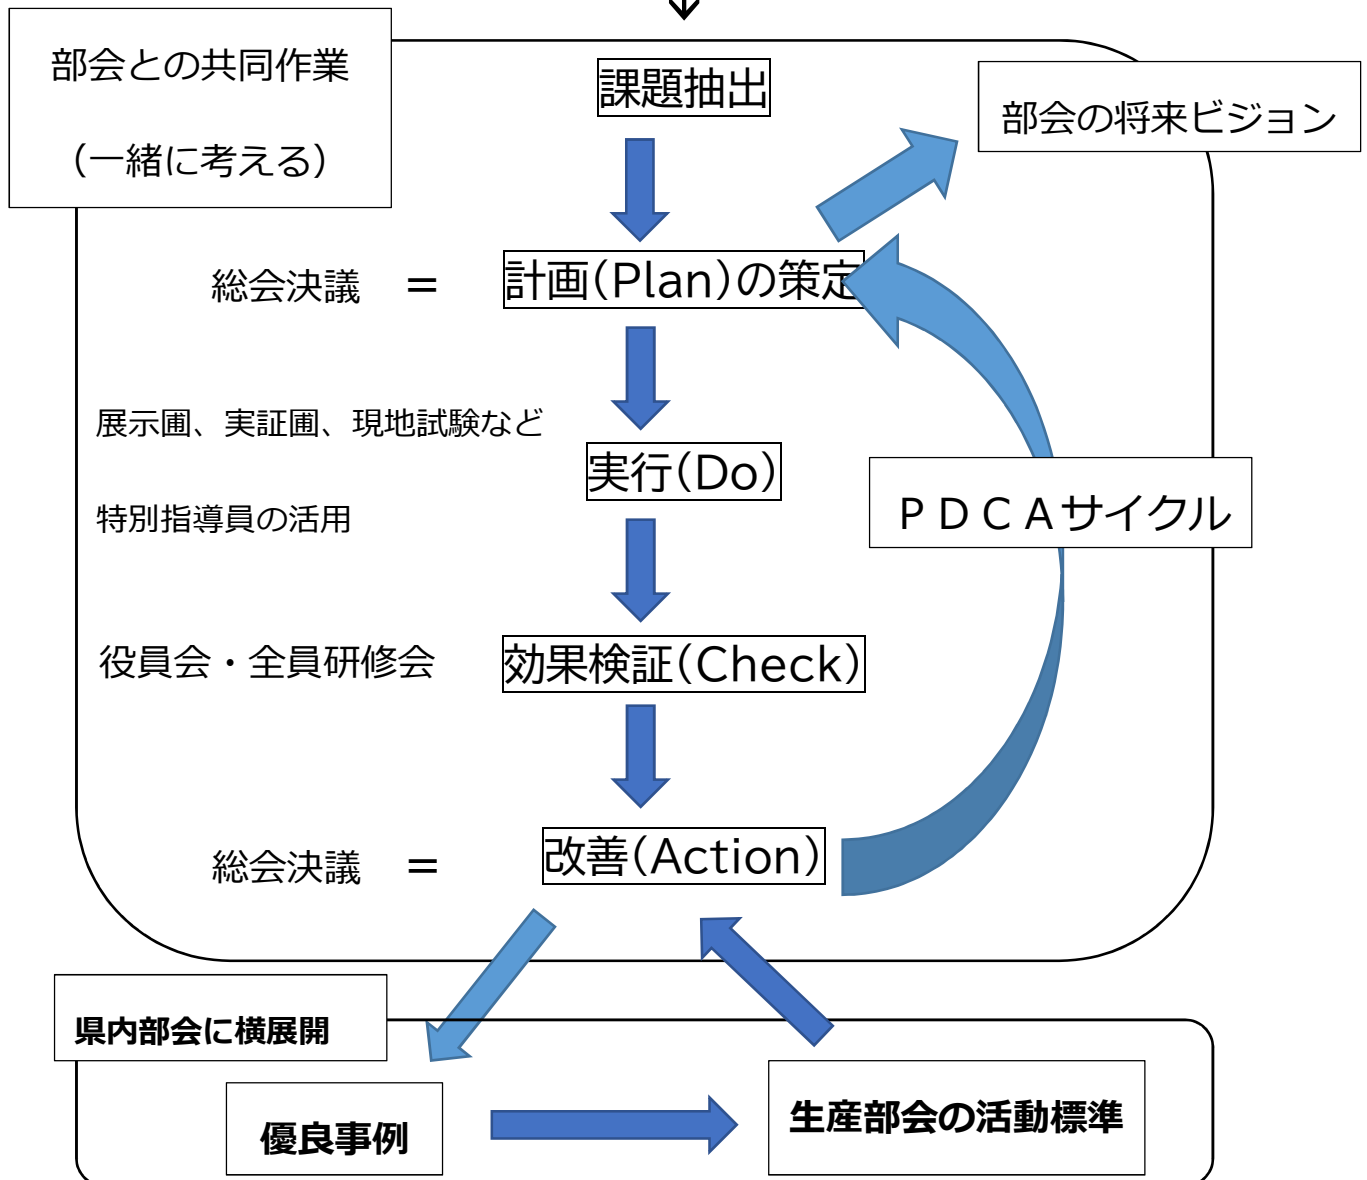 部会との共同作業
（一緒に考える）
課題抽出
部会の将来ビジョン
総会決議 = 計画(Plan)の策定
展示圃、実証圃、現地試験など
実行(Do)
特別指導員の活用
ＰＤＣＡサイクル
役員会・全員研修会 効果検証(Check)
総会決議 = 改善(Action)
県内部会に横展開
優良事例
生産部会の活動標準